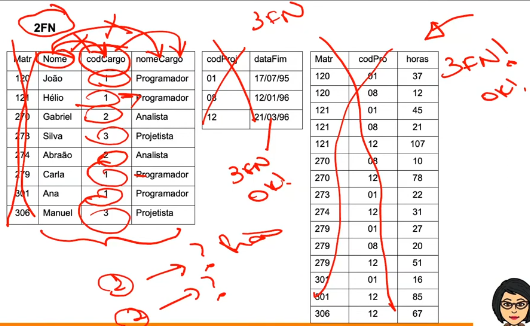 2FN
3FN
Matr Nome codCargo nomeCargo
120 João 1 Programador
121 Hélio 1 Programador
270 Gabriel 2 Analista
273 Silva 3 Projetista
274 Abraão 2 Analista
279 Carla 1 Programador
301 Ana 1 Programador
306 Manuel 3 Projetista
codProj dataFim
01 17/07/95
08 12/01/96
12 21/03/96
3FN
OK!
Matr codPro horas
120 01 37
120 08 12
121 01 45
121 08 21
121 12 107
270 08 10
270 12 78
273 01 22
274 12 31
279 01 27
279 08 20
279 12 51
301 01 16
301 12 85
306 12 67
3FN!
OK!
2 ?
?